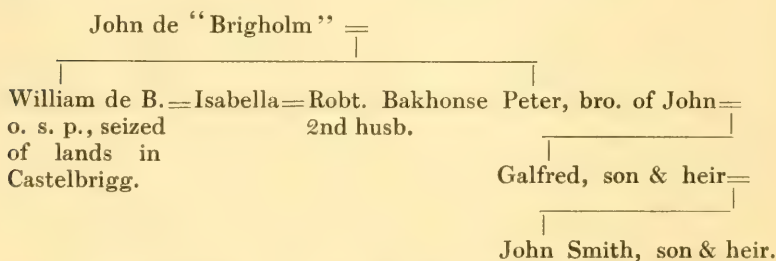 John de “Brigholm” =
William de B.=Isabella=Robt. Bakhonse Peter, bro. of John=
o. s. p., seized 2nd husb.
of lands in
Castelbrigg.
Galfred, son & heir=
John Smith, son & heir.